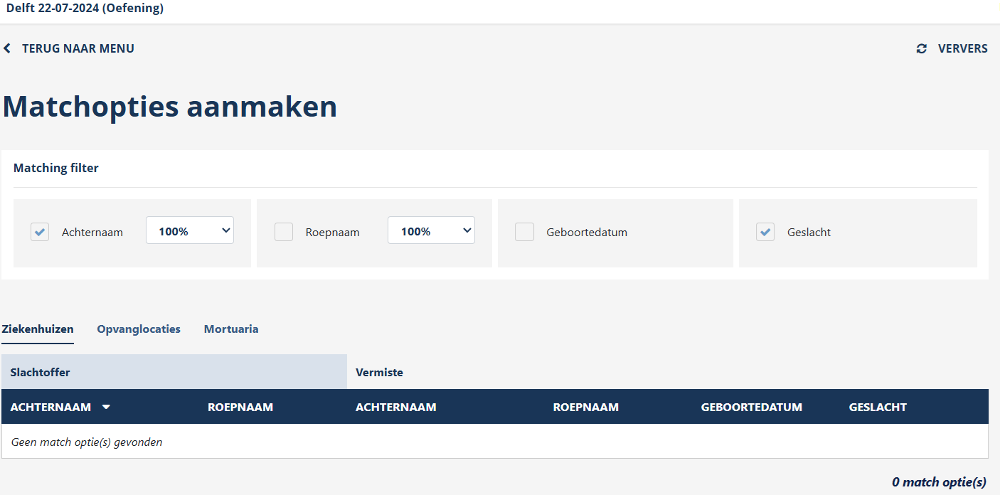 Delft 22-07-2024 (Oefening)
TERUG NAAR MENU
VERVERS
Matchopties aanmaken
Matching filter
Achternaam 100% Roepnaam 100% Geboortedatum Geslacht
Ziekenhuizen Opvanglocaties Mortuaria
Slachtoffer Vermiste
ACHTERNAAM ROEPNAAM ACHTERNAAM ROEPNAAM GEBOORTEDATUM GESLACHT
Geen match optie(s) gevonden
0 match optie(s)